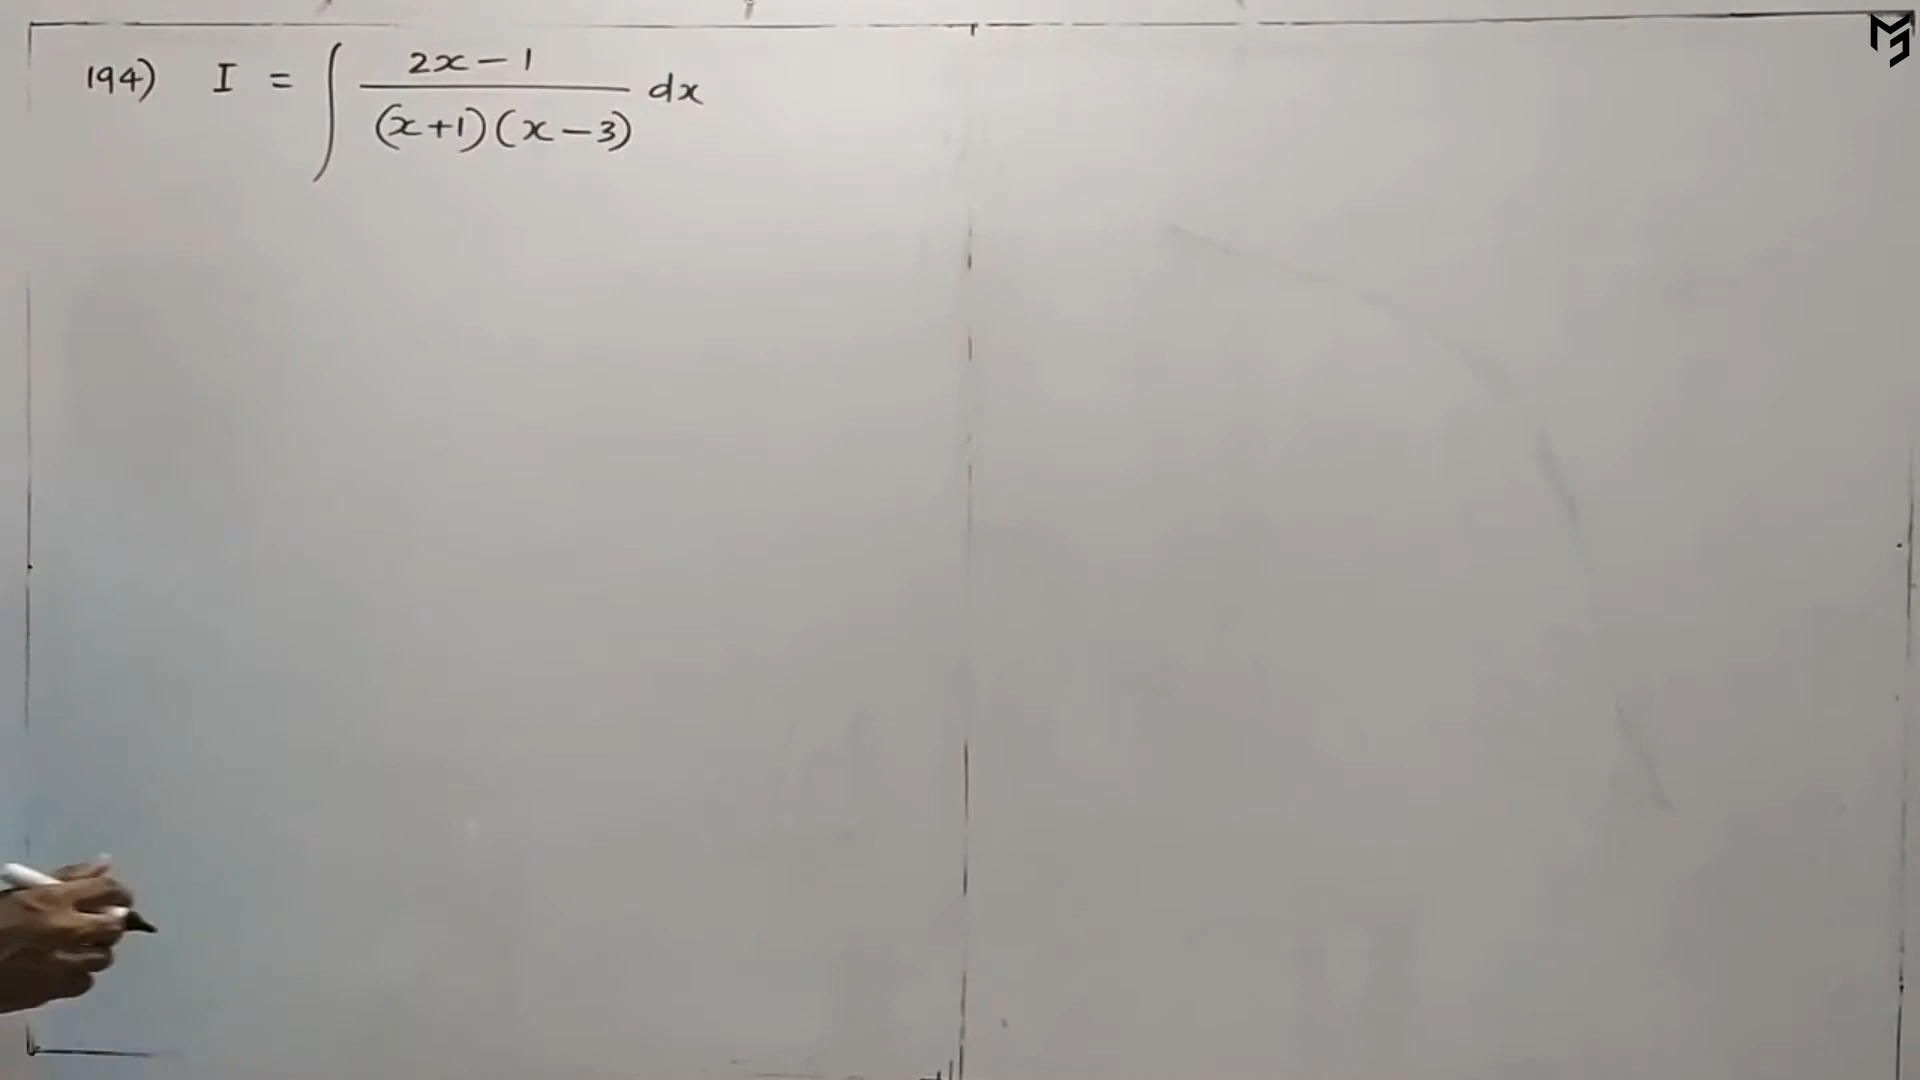 194) I = ∫ (2x - 1)/((x+1)(x-3)) dx